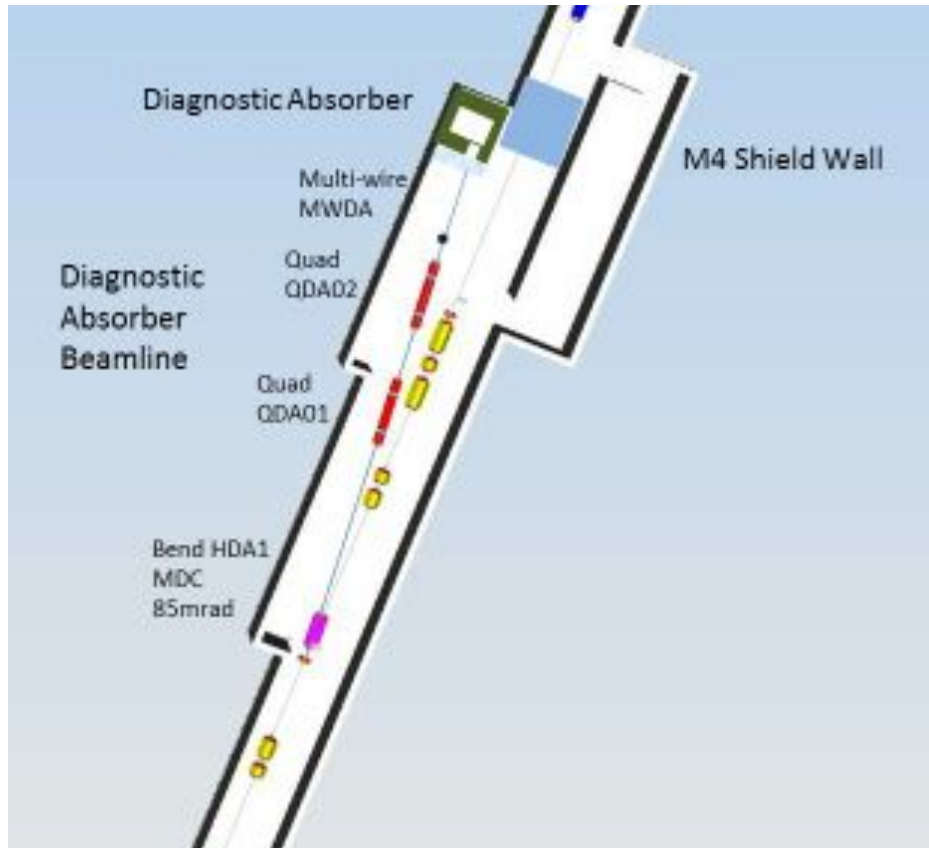 Diagnostic Absorber
M4 Shield Wall
Multi-wire
MWDA
Quad
QDA02
Diagnostic
Absorber
Beamline
Quad
QDA01
Bend HDA1
MDC
85mrad